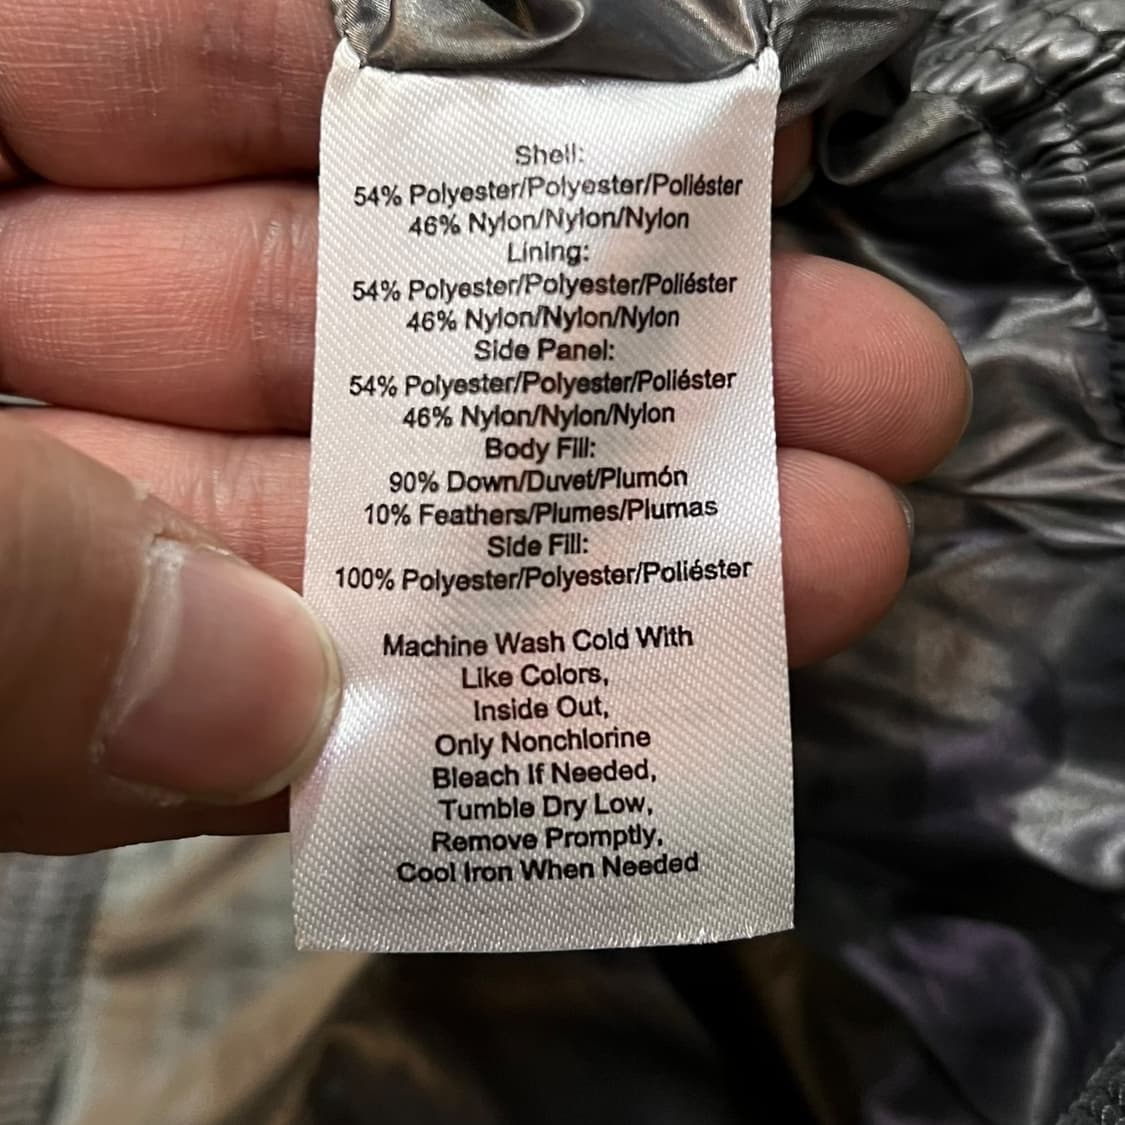 Shell:
54% Polyester/Polyester/Poliéster
46% Nylon/Nylon/Nylon
Lining:
54% Polyester/Polyester/Poliéster
46% Nylon/Nylon/Nylon
Side Panel:
54% Polyester/Polyester/Poliéster
46% Nylon/Nylon/Nylon
Body Fill:
90% Down/Duvet/Plumón
10% Feathers/Plumes/Plumas
Side Fill:
100% Polyester/Polyester/Poliéster
Machine Wash Cold With
Like Colors,
Inside Out,
Only Nonchlorine
Bleach If Needed,
Tumble Dry Low,
Remove Promptly,
Cool Iron When Needed